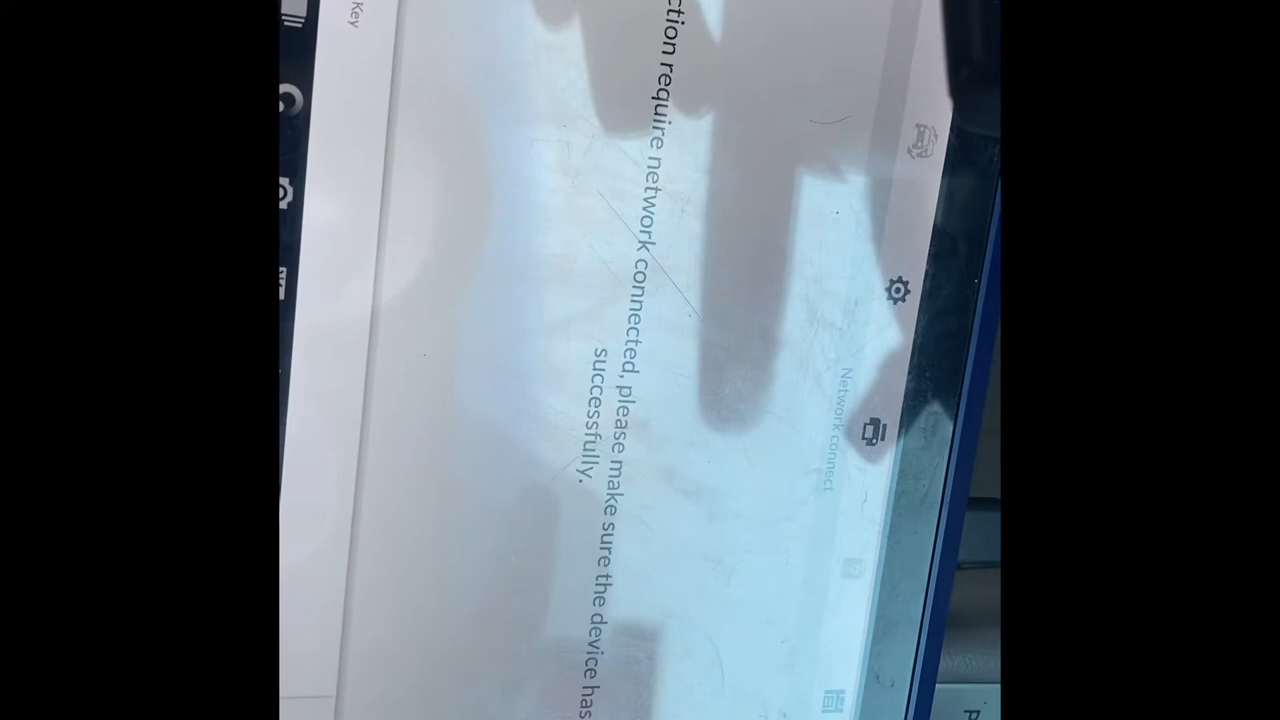 Network connect
ction require network connected, please make sure the device has
successfully.
Key
P